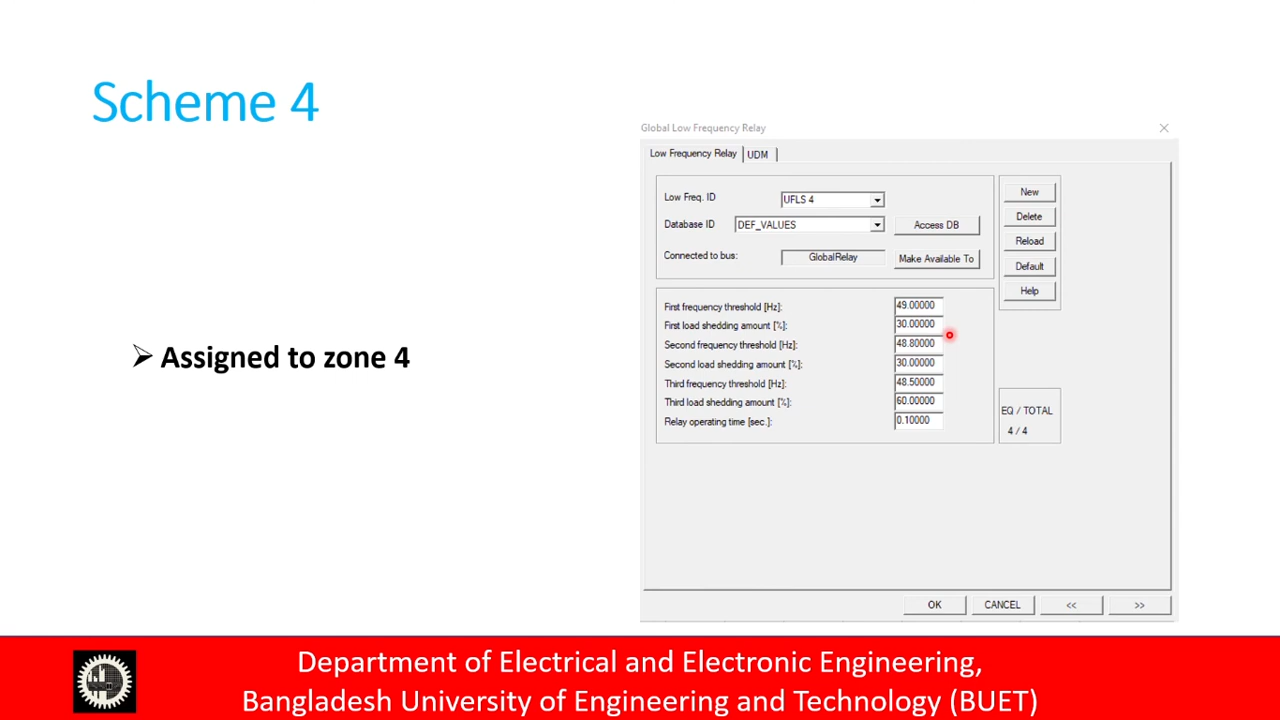 Scheme 4
Assigned to zone 4
Global Low Frequency Relay
Low Frequency Relay UDM
Low Freq. ID UFLS 4
Database ID DEF_VALUES Access DB
Connected to bus: GlobalRelay Make Available To
New
Delete
Reload
Default
Help
First frequency threshold [Hz]: 49.00000
First load shedding amount [%]: 30.00000
Second frequency threshold [Hz]: 48.80000
Second load shedding amount [%]: 30.00000
Third frequency threshold [Hz]: 48.50000
Third load shedding amount [%]: 60.00000
Relay operating time [sec.]: 0.10000
EQ / TOTAL
4 / 4
OK CANCEL << >>
Department of Electrical and Electronic Engineering,
Bangladesh University of Engineering and Technology (BUET)